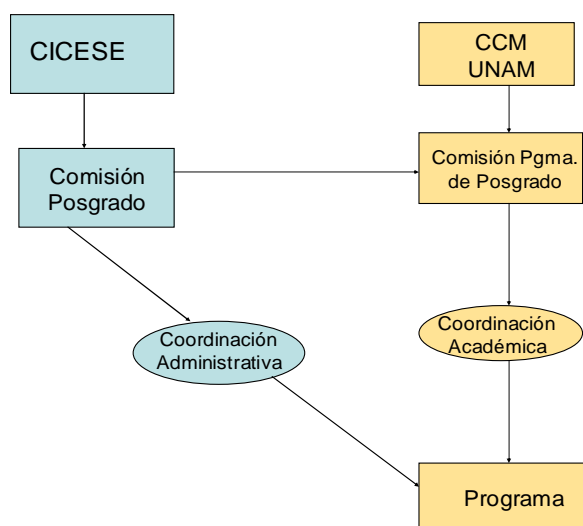 CICESE
CCM
UNAM
Comisión
Posgrado
Comisión Pgma.
de Posgrado
Coordinación
Administrativa
Coordinación
Académica
Programa